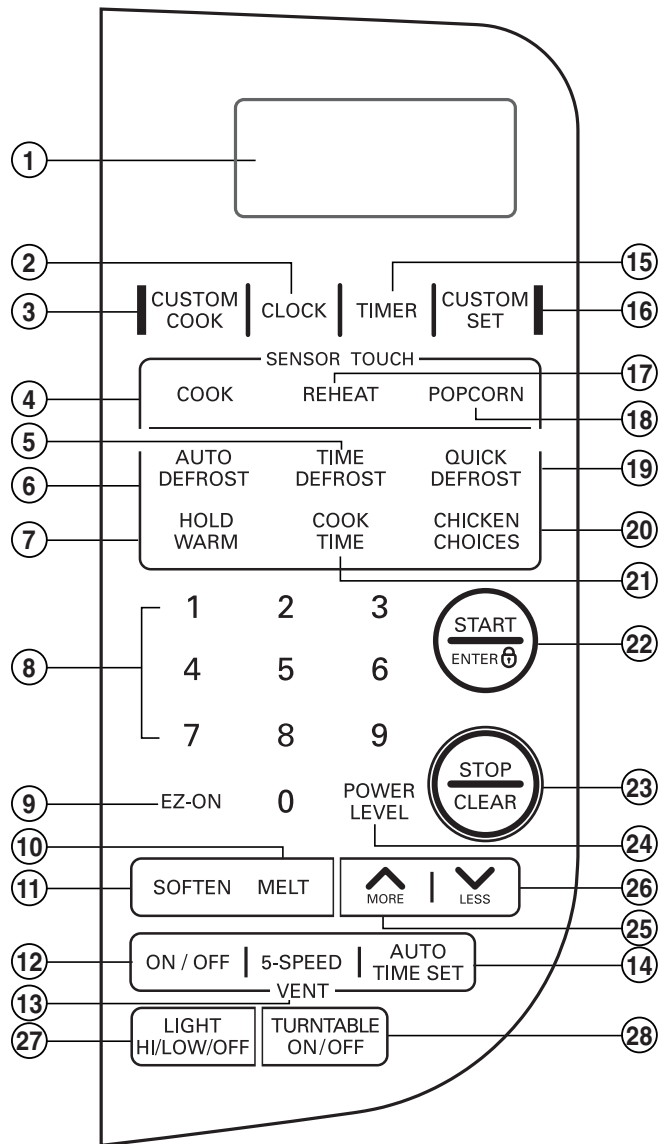 1
2
15
3
CUSTOM COOK
CLOCK
TIMER
CUSTOM SET
16
SENSOR TOUCH
17
4
COOK
REHEAT
POPCORN
18
5
6
AUTO DEFROST
TIME DEFROST
QUICK DEFROST
19
7
HOLD WARM
COOK TIME
CHICKEN CHOICES
20
21
1 2 3
START
ENTER
22
8
4 5 6
7 8 9
STOP
CLEAR
23
9
EZ-ON
0
POWER LEVEL
24
10
11
SOFTEN
MELT
MORE
LESS
26
25
12
ON / OFF
5-SPEED
AUTO TIME SET
14
VENT
13
27
LIGHT HI/LOW/OFF
TURNTABLE ON/OFF
28